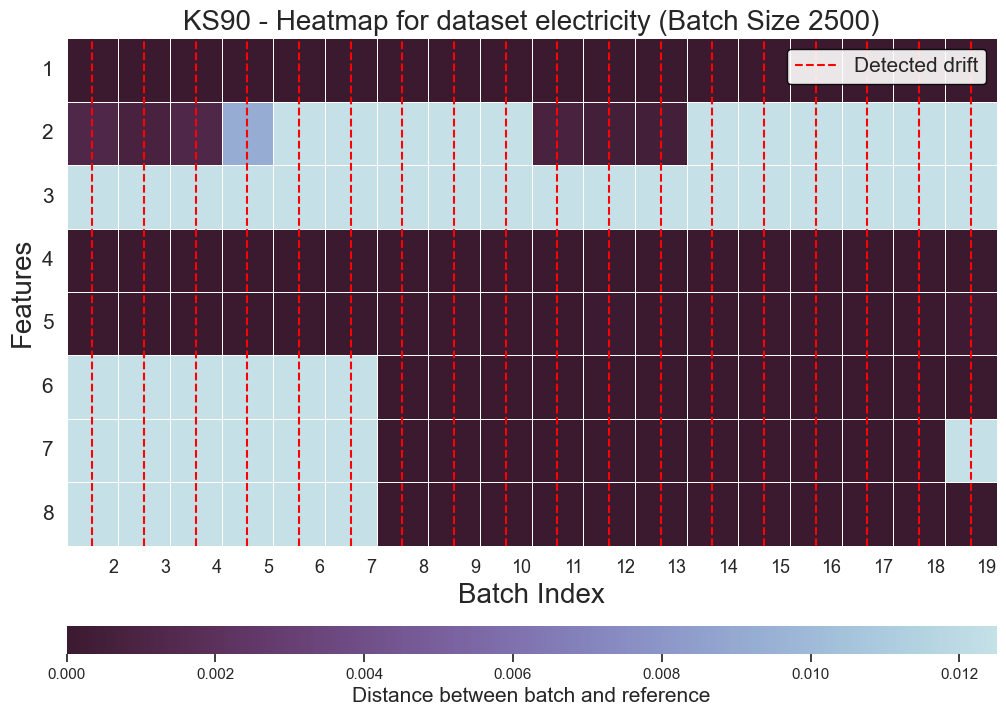 KS90 - Heatmap for dataset electricity (Batch Size 2500)
Detected drift
Features
1
2
3
4
5
6
7
8
2 3 4 5 6 7 8 9 10 11 12 13 14 15 16 17 18 19
Batch Index
0.000 0.002 0.004 0.006 0.008 0.010 0.012
Distance between batch and reference